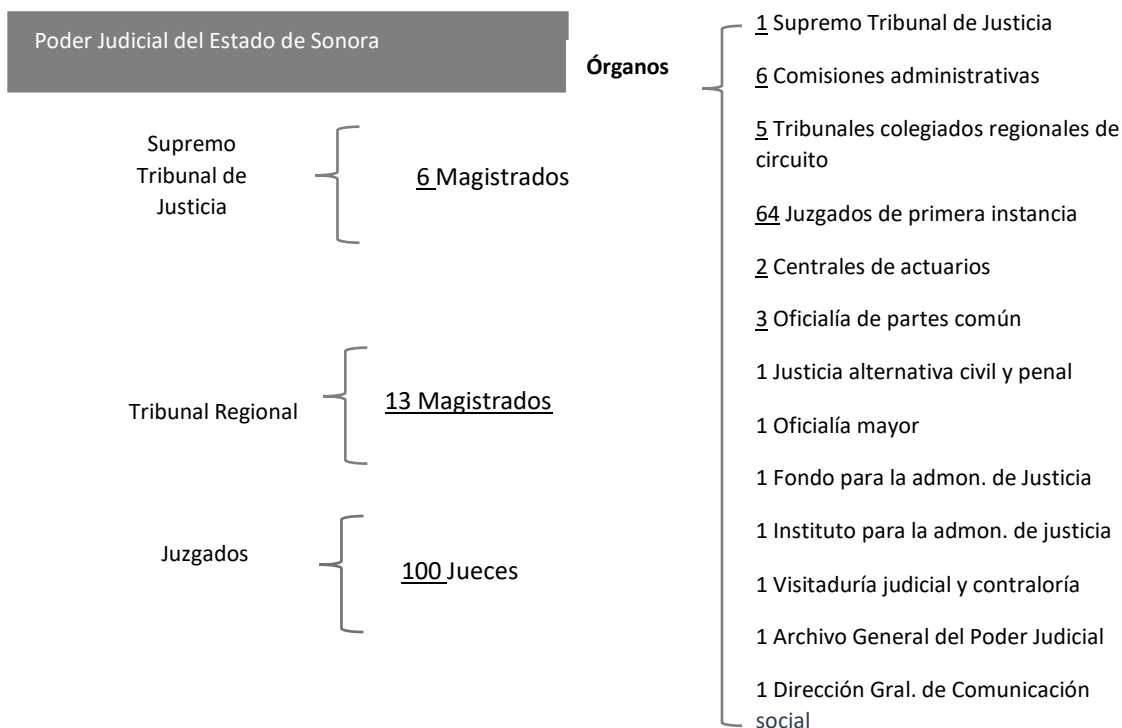 Poder Judicial del Estado de Sonora
Supremo
Tribunal de
Justicia
6 Magistrados
Tribunal Regional
13 Magistrados
Juzgados
100 Jueces
Órganos
1 Supremo Tribunal de Justicia
6 Comisiones administrativas
5 Tribunales colegiados regionales de
circuito
64 Juzgados de primera instancia
2 Centrales de actuarios
3 Oficialía de partes común
1 Justicia alternativa civil y penal
1 Oficialía mayor
1 Fondo para la admon. de Justicia
1 Instituto para la admon. de justicia
1 Visitaduría judicial y contraloría
1 Archivo General del Poder Judicial
1 Dirección Gral. de Comunicación
social